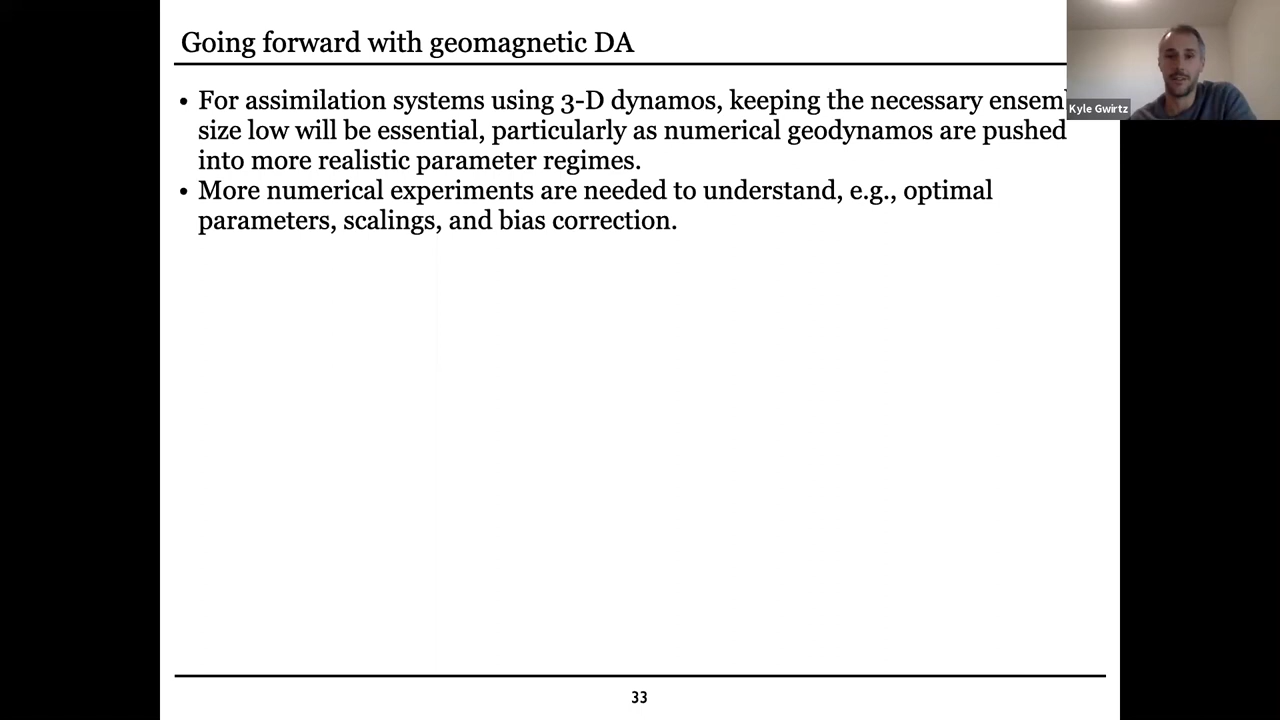 Going forward with geomagnetic DA
• For assimilation systems using 3-D dynamos, keeping the necessary
size low will be essential, particularly as numerical geodynamos are pushed
into more realistic parameter regimes.
• More numerical experiments are needed to understand, e.g., optimal
parameters, scalings, and bias correction.
Kyle Gwirtz
33